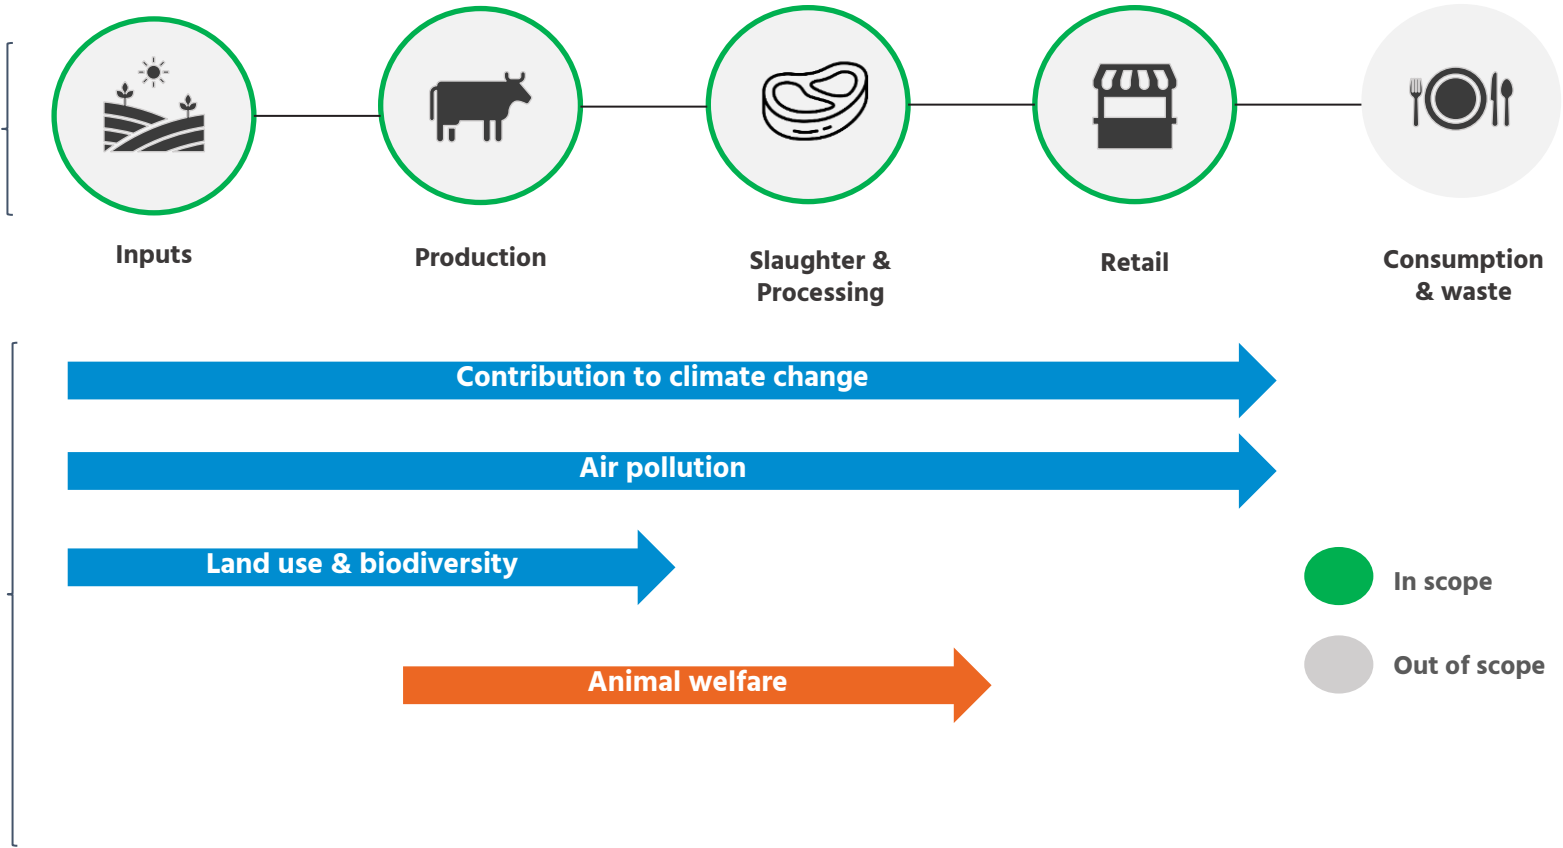 Inputs
Production
Slaughter &
Processing
Retail
Consumption
& waste
Contribution to climate change
Air pollution
Land use & biodiversity
Animal welfare
In scope
Out of scope